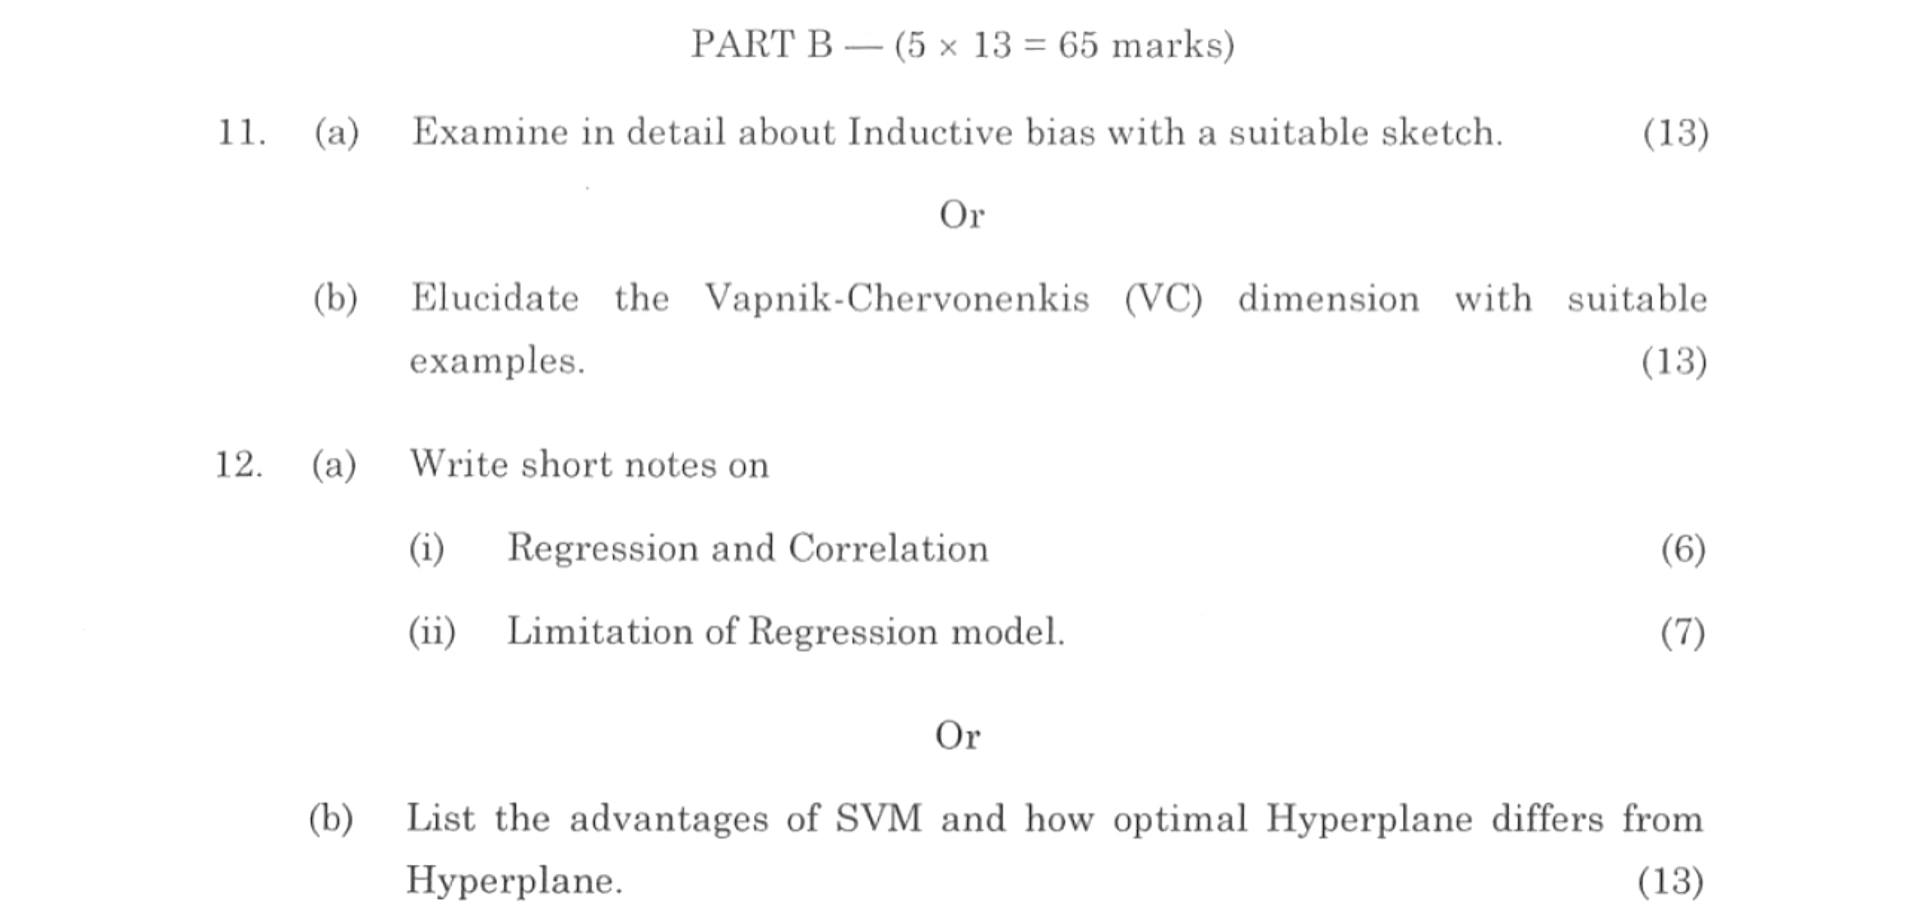 PART B — (5 × 13 = 65 marks)
11. (a) Examine in detail about Inductive bias with a suitable sketch. (13)
Or
(b) Elucidate the Vapnik-Chervonenkis (VC) dimension with suitable
examples. (13)
12. (a) Write short notes on
(i) Regression and Correlation (6)
(ii) Limitation of Regression model. (7)
Or
(b) List the advantages of SVM and how optimal Hyperplane differs from
Hyperplane. (13)